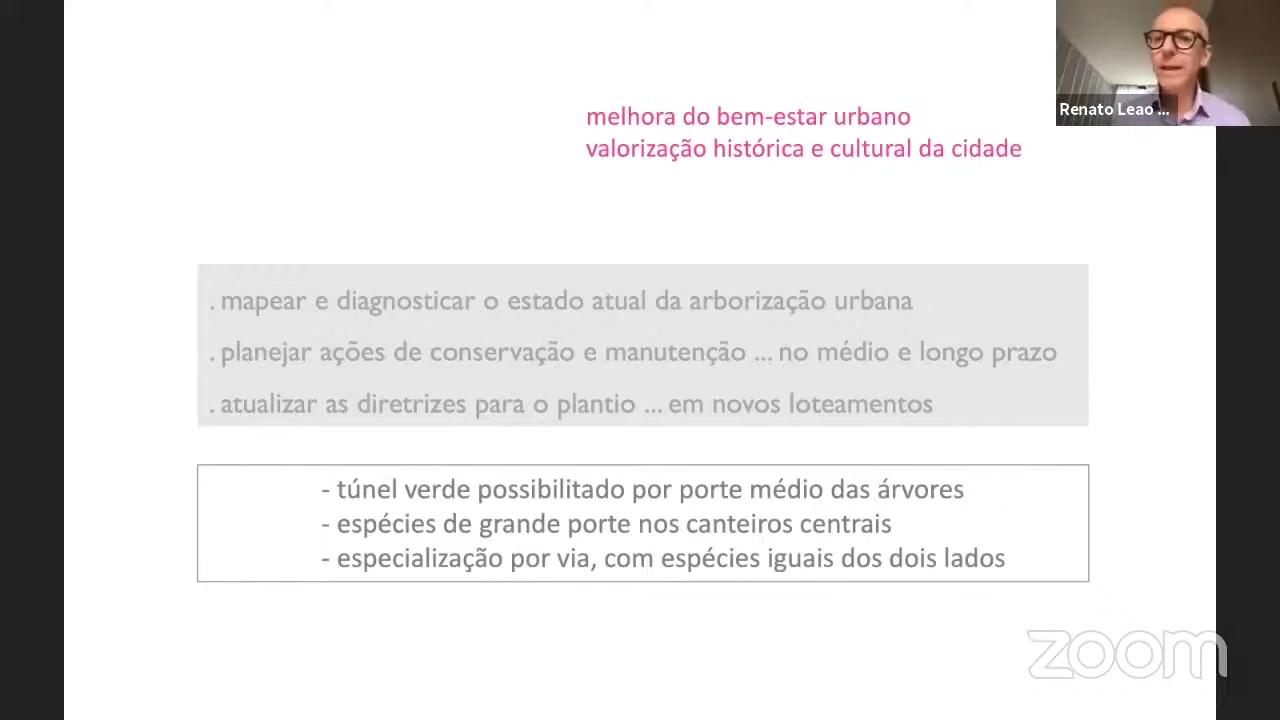 melhora do bem-estar urbano
valorização histórica e cultural da cidade
Renato Leao ...
. mapear e diagnosticar o estado atual da arborização urbana
. planejar ações de conservação e manutenção ... no médio e longo prazo
. atualizar as diretrizes para o plantio ... em novos loteamentos
- túnel verde possibilitado por porte médio das árvores
- espécies de grande porte nos canteiros centrais
- especialização por via, com espécies iguais dos dois lados
zoom